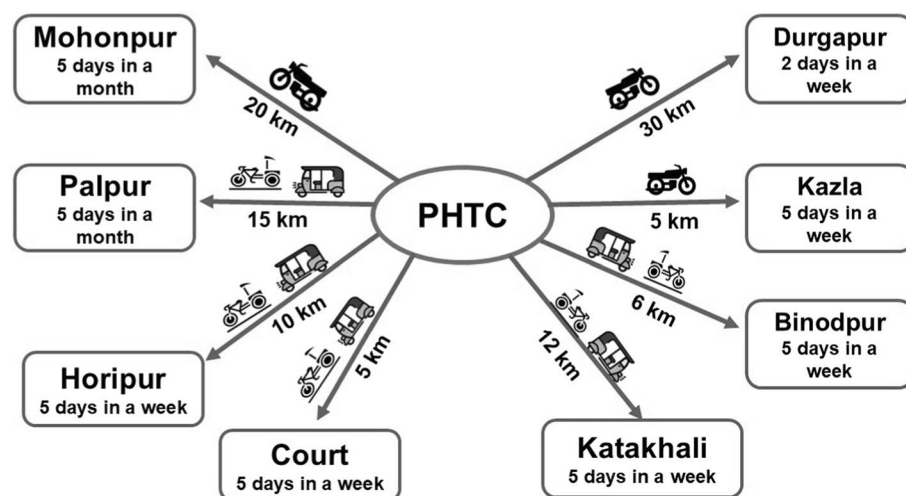 Mohonpur
5 days in a
month
20 km
Durgapur
2 days in a
week
30 km
Palpur
5 days in a
month
15 km
PHTC
Kazla
5 days in a
week
5 km
Horipur
5 days in a week
10 km
Court
5 days in a week
5 km
Katakhali
5 days in a week
12 km
Binodpur
5 days in a
week
6 km